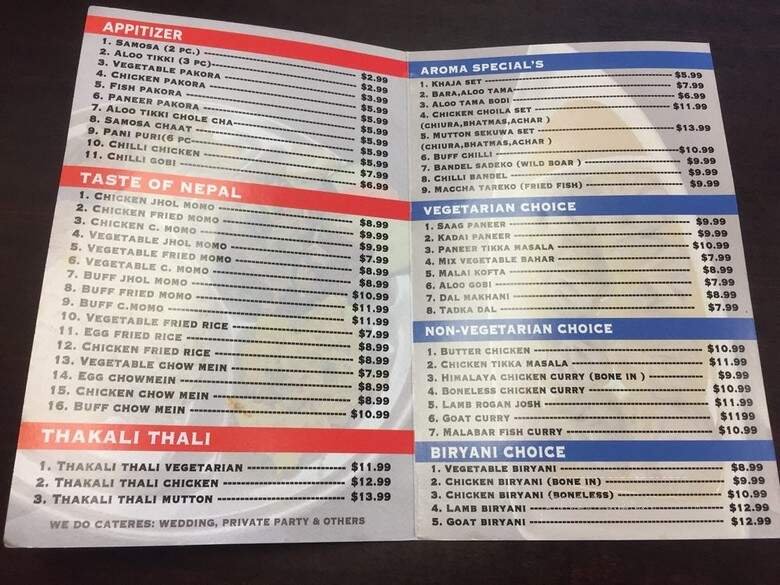 APPITIZER
1. SAMOSA (2 PC.) ---------- $2.99
2. ALOO TIKKI (3 PC)---------- $2.99
3. VEGETABLE PAKORA ---------- $3.99
4. CHICKEN PAKORA ---------- $5.99
5. FISH PAKORA ---------- $5.99
6. PANEER PAKORA ---------- $5.99
7. ALOO TIKKI CHOLE CHA ---------- $5.99
8. SAMOSA CHAAT ---------- $5.99
9. PANI PURI(6 PC ---------- $5.99
10. CHILLI CHICKEN ---------- $7.99
11. CHILLI GOBI ---------- $6.99
TASTE OF NEPAL
1. CHICKEN JHOL MOMO ---------- $8.99
2. CHICKEN FRIED MOMO ---------- $9.99
3. CHICKEN C. MOMO ---------- $9.99
4. VEGETABLE JHOL MOMO ---------- $7.99
5. VEGETABLE FRIED MOMO ---------- $8.99
6. VEGETABLE C. MOMO ---------- $8.99
7. BUFF JHOL MOMO ---------- $10.99
8. BUFF FRIED MOMO ---------- $11.99
9. BUFF C.MOMO ---------- $11.99
10. VEGETABLE FRIED RICE ---------- $7.99
11. EGG FRIED RICE ---------- $8.99
12. CHICKEN FRIED RICE ---------- $8.99
13. VEGETABLE CHOW MEIN ---------- $7.99
14. EGG CHOWMEIN ---------- $8.99
15. CHICKEN CHOW MEIN ---------- $8.99
16. BUFF CHOW MEIN ---------- $10.99
THAKALI THALI
1. THAKALI THALI VEGETARIAN ---------- $11.99
2. THAKALI THALI CHICKEN ---------- $12.99
3. THAKALI THALI MUTTON ---------- $13.99
WE DO CATERES: WEDDING, PRIVATE PARTY & OTHERS
AROMA SPECIAL'S
1. KHAJA SET ---------- $5.99
2. BARA,ALOO TAMA ---------- $7.99
3. ALOO TAMA BODI ---------- $6.99
4. CHICKEN CHOILA SET ---------- $11.99
(CHIURA,BHATMAS,ACHAR )
5. MUTTON SEKUWA SET ---------- $13.99
(CHIURA,BHATMAS,ACHAR )
6. BUFF CHILLI ---------- $10.99
7. BANDEL SADEKO (WILD BOAR ) ---------- $9.99
8. CHILLI BANDEL ---------- $9.99
9. MACCHA TAREKO (FRIED FISH) ---------- $9.99
VEGETARIAN CHOICE
1. SAAG PANEER ---------- $9.99
2. KADAI PANEER ---------- $9.99
3. PANEER TIKKA MASALA ---------- $10.99
4. MIX VEGETABLE BAHAR ---------- $7.99
5. MALAI KOFTA ---------- $8.99
6. ALOO GOBI ---------- $7.99
7. DAL MAKHANI ---------- $8.99
8. TADKA DAL ---------- $7.99
NON-VEGETARIAN CHOICE
1. BUTTER CHICKEN ---------- $10.99
2. CHICKEN TIKKA MASALA ---------- $11.99
3. HIMALAYA CHICKEN CURRY (BONE IN ) ---------- $9.99
4. BONELESS CHICKEN CURRY ---------- $10.99
5. LAMB ROGAN JOSH ---------- $11.99
6. GOAT CURRY ---------- $1199
7. MALABAR FISH CURRY ---------- $10.99
BIRYANI CHOICE
1. VEGETABLE BIRYANI ---------- $8.99
2. CHICKEN BIRYANI (BONE IN) ---------- $9.99
3. CHICKEN BIRYANI (BONELESS) ---------- $10.99
4. LAMB BIRYANI ---------- $12.99
5. GOAT BIRYANI ---------- $12.99